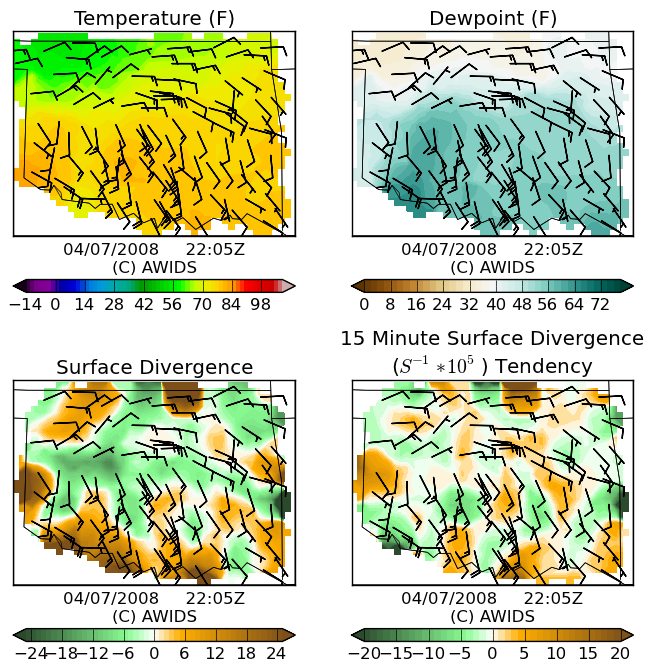 Temperature (F)
04/07/2008 22:05Z
(C) AWIDS
−14 0 14 28 42 56 70 84 98
Dewpoint (F)
04/07/2008 22:05Z
(C) AWIDS
0 8 16 24 32 40 48 56 64 72
Surface Divergence
04/07/2008 22:05Z
(C) AWIDS
−24 −18 −12 −6 0 6 12 18 24
15 Minute Surface Divergence
(S⁻¹ *10⁵ ) Tendency
04/07/2008 22:05Z
(C) AWIDS
−20 −15 −10 −5 0 5 10 15 20